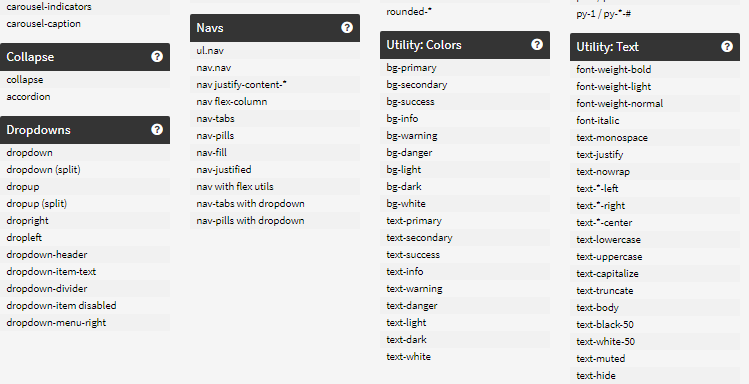 carousel-indicators
carousel-caption
Collapse
collapse
accordion
Dropdowns
dropdown
dropdown (split)
dropup
dropup (split)
dropright
dropleft
dropdown-header
dropdown-item-text
dropdown-divider
dropdown-item disabled
dropdown-menu-right
Navs
ul.nav
nav.nav
nav justify-content-*
nav flex-column
nav-tabs
nav-pills
nav-fill
nav-justified
nav with flex utils
nav-tabs with dropdown
nav-pills with dropdown
rounded-*
Utility: Colors
bg-primary
bg-secondary
bg-success
bg-info
bg-warning
bg-danger
bg-light
bg-dark
bg-white
text-primary
text-secondary
text-success
text-info
text-warning
text-danger
text-light
text-dark
text-white
py-1 / py-*-#
Utility: Text
font-weight-bold
font-weight-light
font-weight-normal
font-italic
text-monospace
text-justify
text-nowrap
text-*-left
text-*-right
text-*-center
text-lowercase
text-uppercase
text-capitalize
text-truncate
text-body
text-black-50
text-white-50
text-muted
text-hide